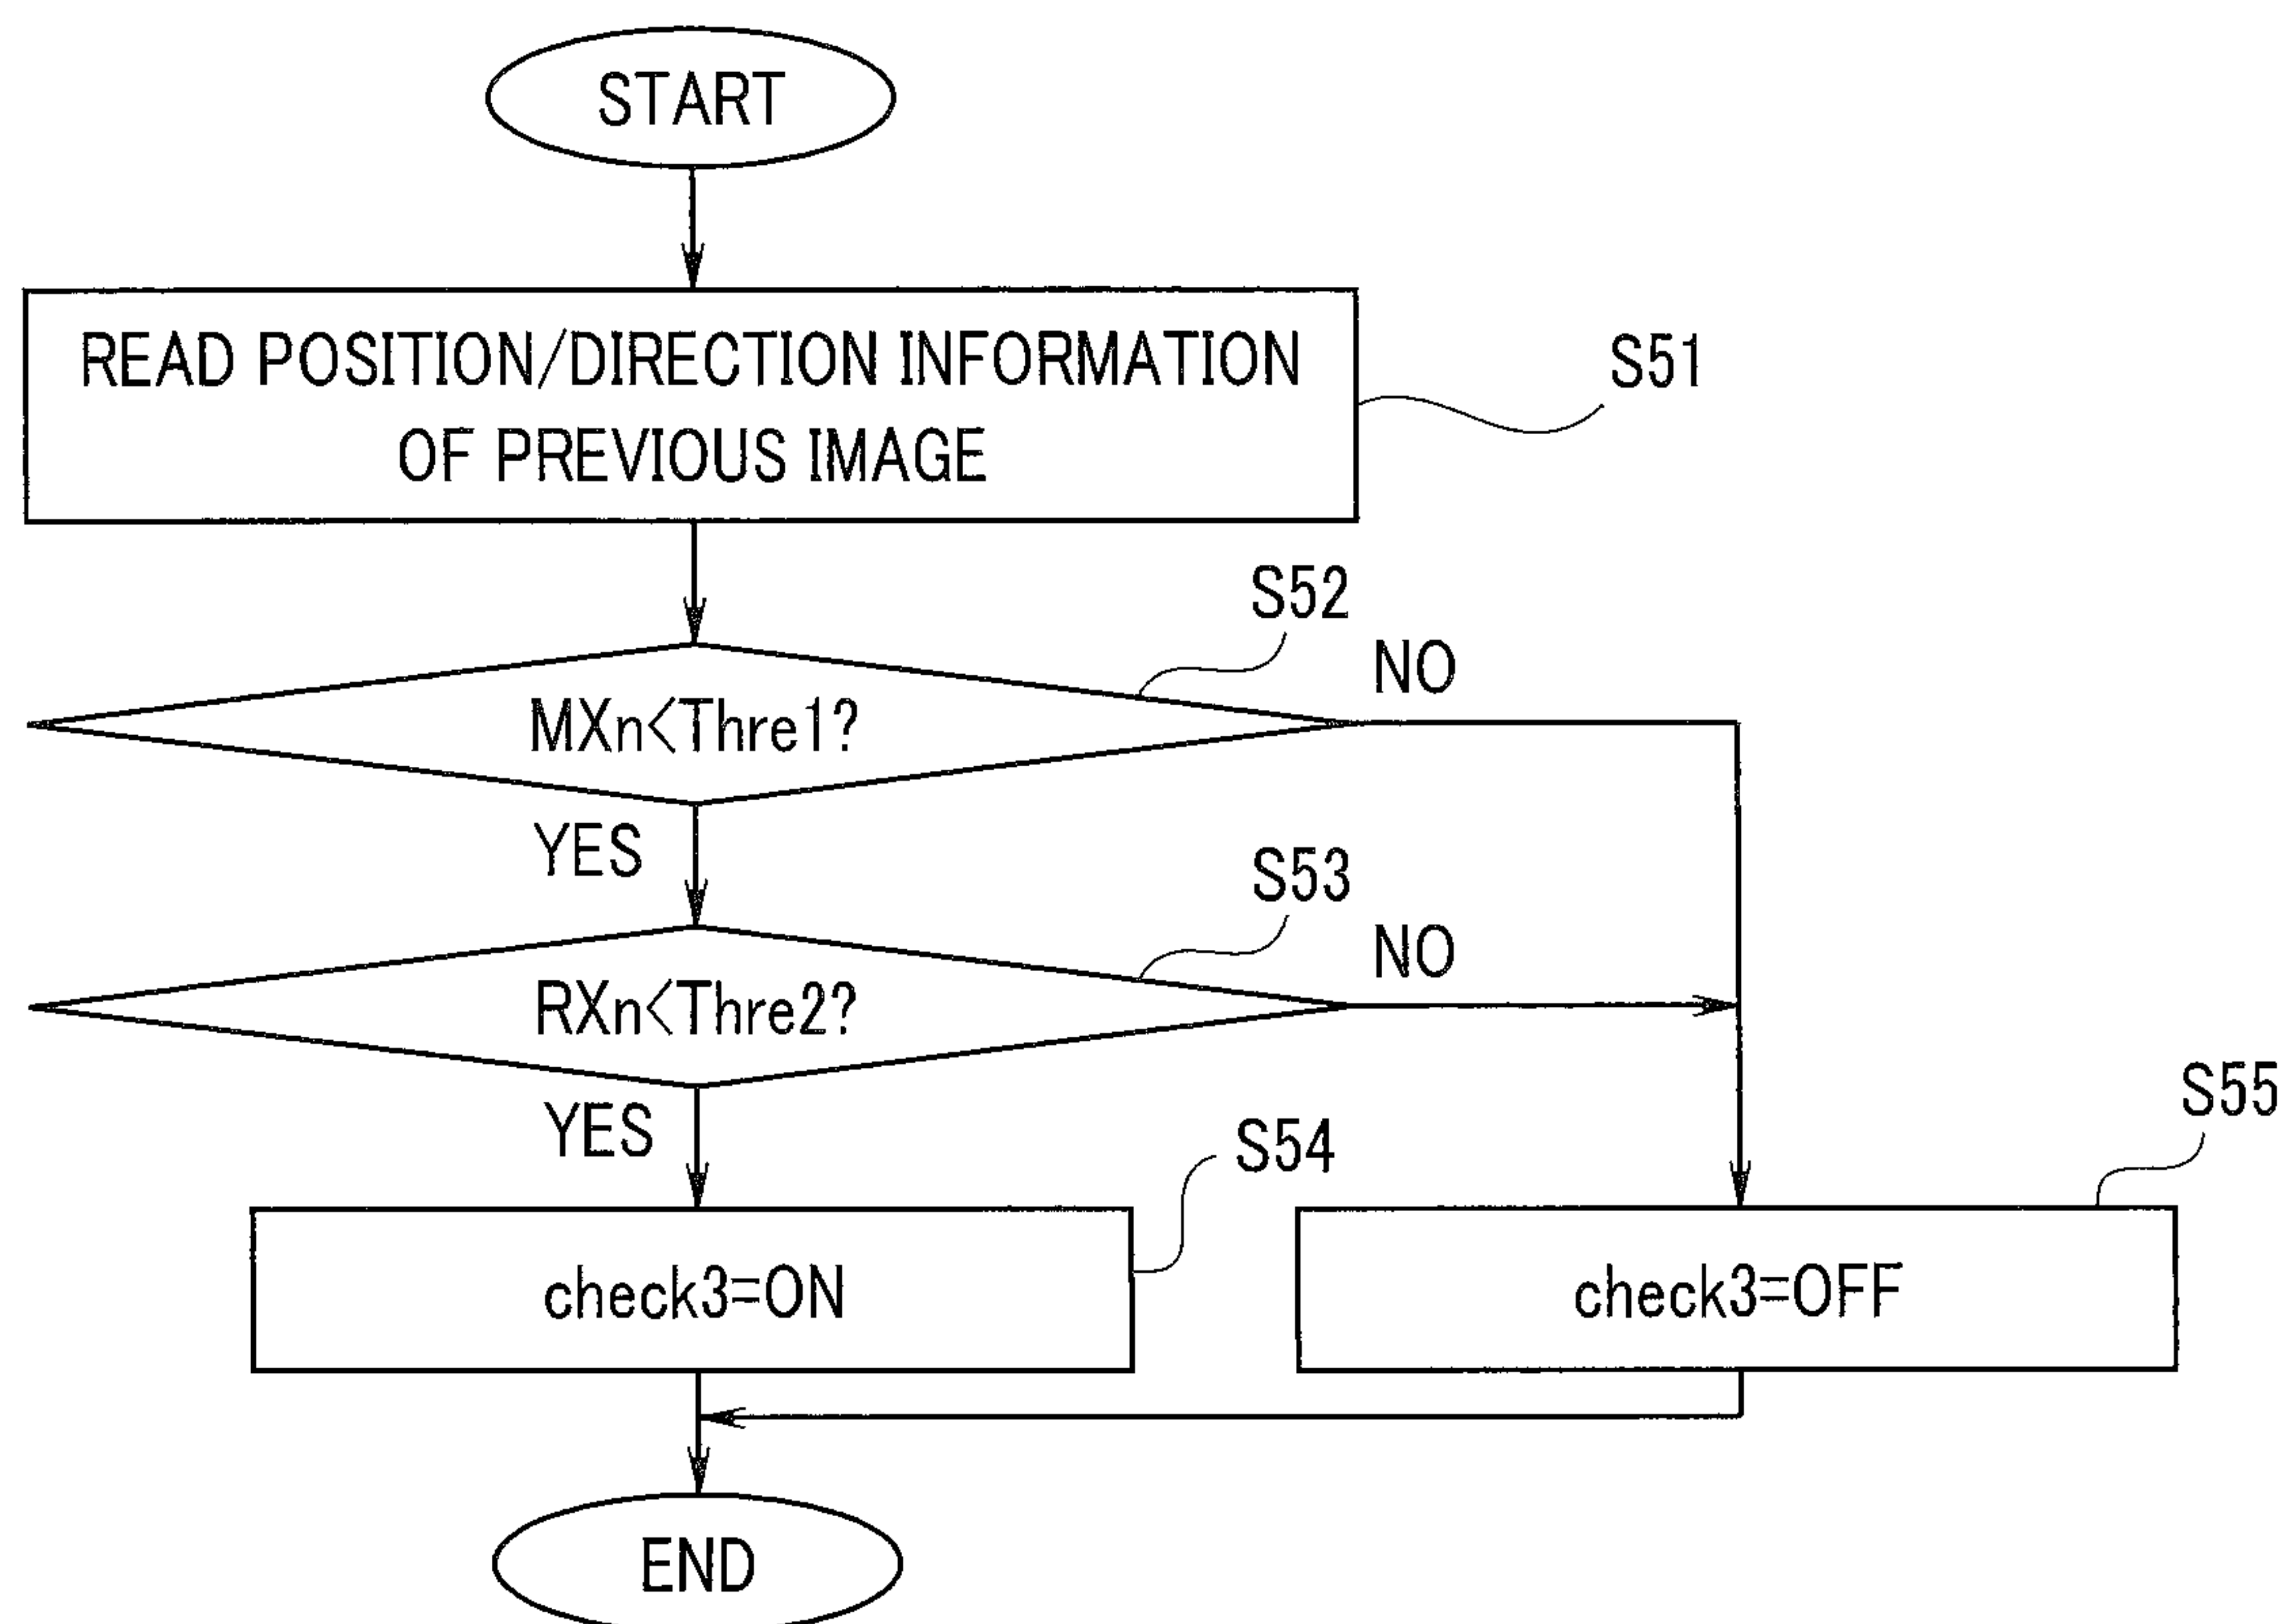 START
READ POSITION/DIRECTION INFORMATION
OF PREVIOUS IMAGE
S51
S52
NO
MXn<Thre1?
YES
S53
NO
RXn<Thre2?
YES
S54
S55
check3=ON
check3=OFF
END